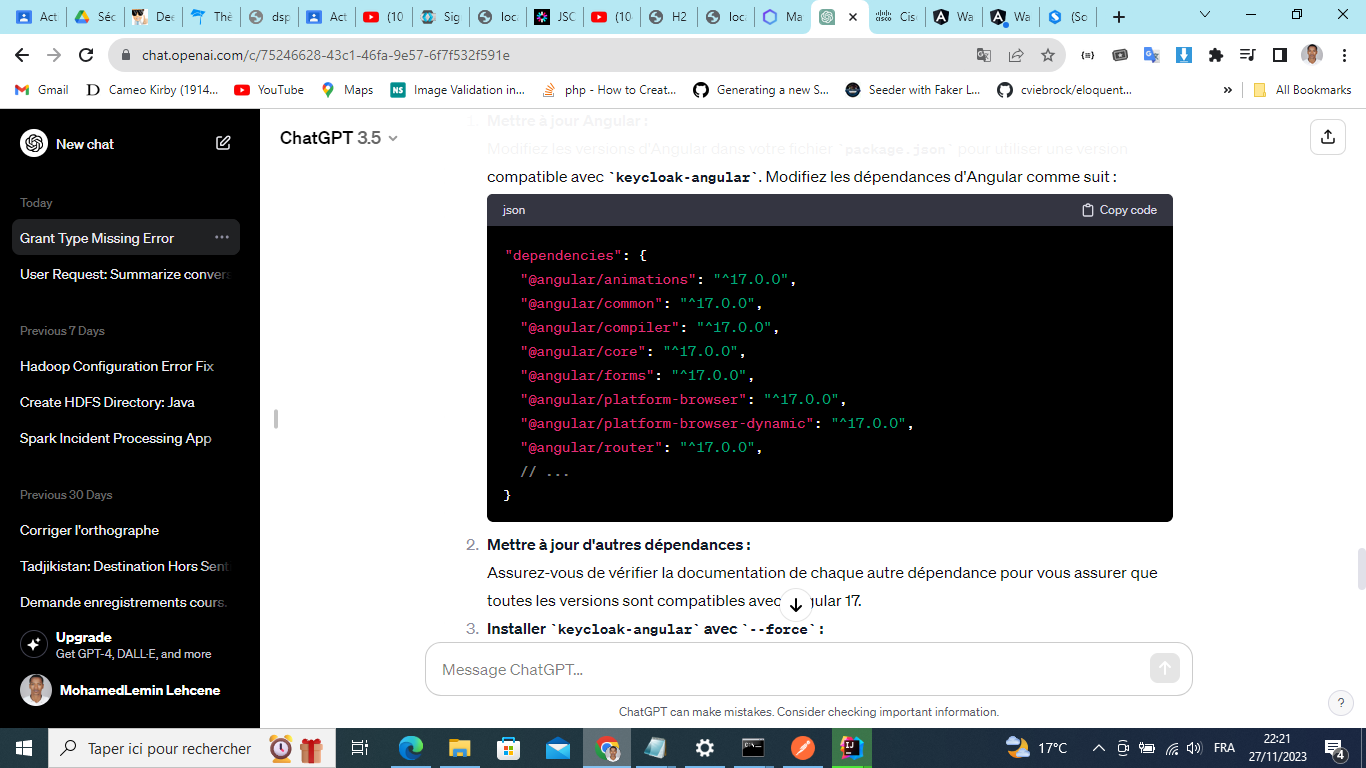 Act
Séc
Dee
Thè
dsp
Act
(10
Sig
loca
JSC
(10
H2
loca
Ma
Cisc
Wa
Wa
(Sc
chat.openai.com/c/75246628-43c1-46fa-9e57-6f7f532f591e
Gmail
Cameo Kirby (1914...
YouTube
Maps
Image Validation in...
php - How to Creat...
Generating a new S...
Seeder with Faker L...
cviebrock/eloquent...
»
All Bookmarks
New chat
Today
Grant Type Missing Error
User Request: Summarize convers
Previous 7 Days
Hadoop Configuration Error Fix
Create HDFS Directory: Java
Spark Incident Processing App
Previous 30 Days
Corriger l'orthographe
Tadjikistan: Destination Hors Sent
Demande enregistrements cours.
Upgrade
Get GPT-4, DALL·E, and more
MohamedLemin Lehcene
ChatGPT 3.5
1. Mettre à jour Angular :
Modifiez les versions d'Angular dans votre fichier `package.json` pour utiliser une version
compatible avec `keycloak-angular`. Modifiez les dépendances d'Angular comme suit :
json
Copy code
"dependencies": {
"@angular/animations": "^17.0.0",
"@angular/common": "^17.0.0",
"@angular/compiler": "^17.0.0",
"@angular/core": "^17.0.0",
"@angular/forms": "^17.0.0",
"@angular/platform-browser": "^17.0.0",
"@angular/platform-browser-dynamic": "^17.0.0",
"@angular/router": "^17.0.0",
// ...
}
2. Mettre à jour d'autres dépendances :
Assurez-vous de vérifier la documentation de chaque autre dépendance pour vous assurer que
toutes les versions sont compatibles avec gular 17.
3. Installer `keycloak-angular` avec `--force` :
Message ChatGPT...
ChatGPT can make mistakes. Consider checking important information.
?
Taper ici pour rechercher
17°C
FRA
22:21
27/11/2023
4